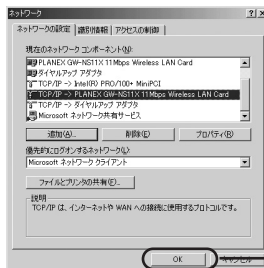 ネットワーク
ネットワークの設定 識別情報 アクセスの制御
現在のネットワーク コンポーネント(N):
PLANEX GW-NS11X 11Mbps Wireless LAN Card
ダイヤルアップ アダプタ
TCP/IP -> Intel(R) PRO/100+ MiniPCI
TCP/IP -> PLANEX GW-NS11X 11Mbps Wireless LAN Card
TCP/IP -> ダイヤルアップ アダプタ
Microsoft ネットワーク共有サービス
追加(A)... 削除(E) プロパティ(R)
優先的にログオンするネットワーク(L):
Microsoft ネットワーク クライアント
ファイルとプリンタの共有(F)...
説明
TCP/IP は、インターネットや WAN への接続に使用するプロトコルです。
OK キャンセル